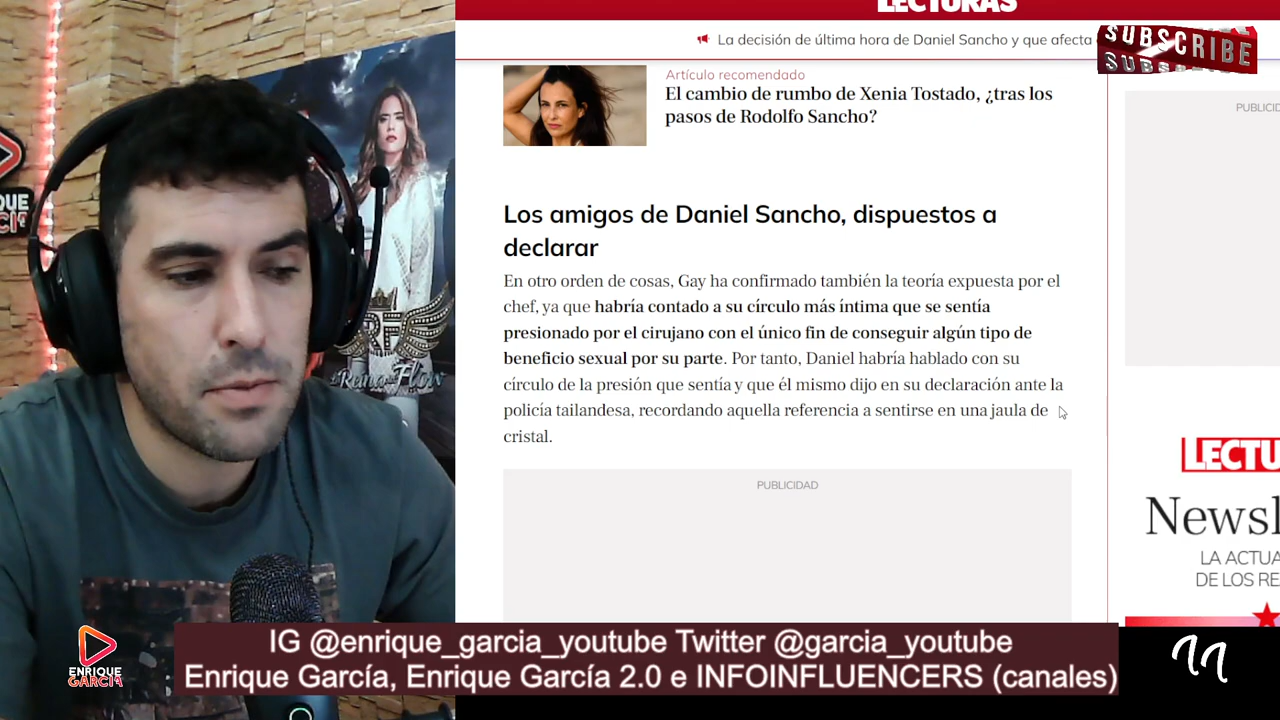 LECTURAS
La decisión de última hora de Daniel Sancho y que afecta
SUBSCRIBE
Artículo recomendado
El cambio de rumbo de Xenia Tostado, ¿tras los
pasos de Rodolfo Sancho?
PUBLICID
Los amigos de Daniel Sancho, dispuestos a
declarar
En otro orden de cosas, Gay ha confirmado también la teoría expuesta por el
chef, ya que habría contado a su círculo más íntima que se sentía
presionado por el cirujano con el único fin de conseguir algún tipo de
beneficio sexual por su parte. Por tanto, Daniel habría hablado con su
círculo de la presión que sentía y que él mismo dijo en su declaración ante la
policía tailandesa, recordando aquella referencia a sentirse en una jaula de
cristal.
PUBLICIDAD
LECTU
Newsl
LA ACTUA
DE LOS RE
La Reina del Flow
IG @enrique_garcia_youtube Twitter @garcia_youtube
Enrique García, Enrique García 2.0 e INFOINFLUENCERS (canales)
ENRIQUE
GARCÍA